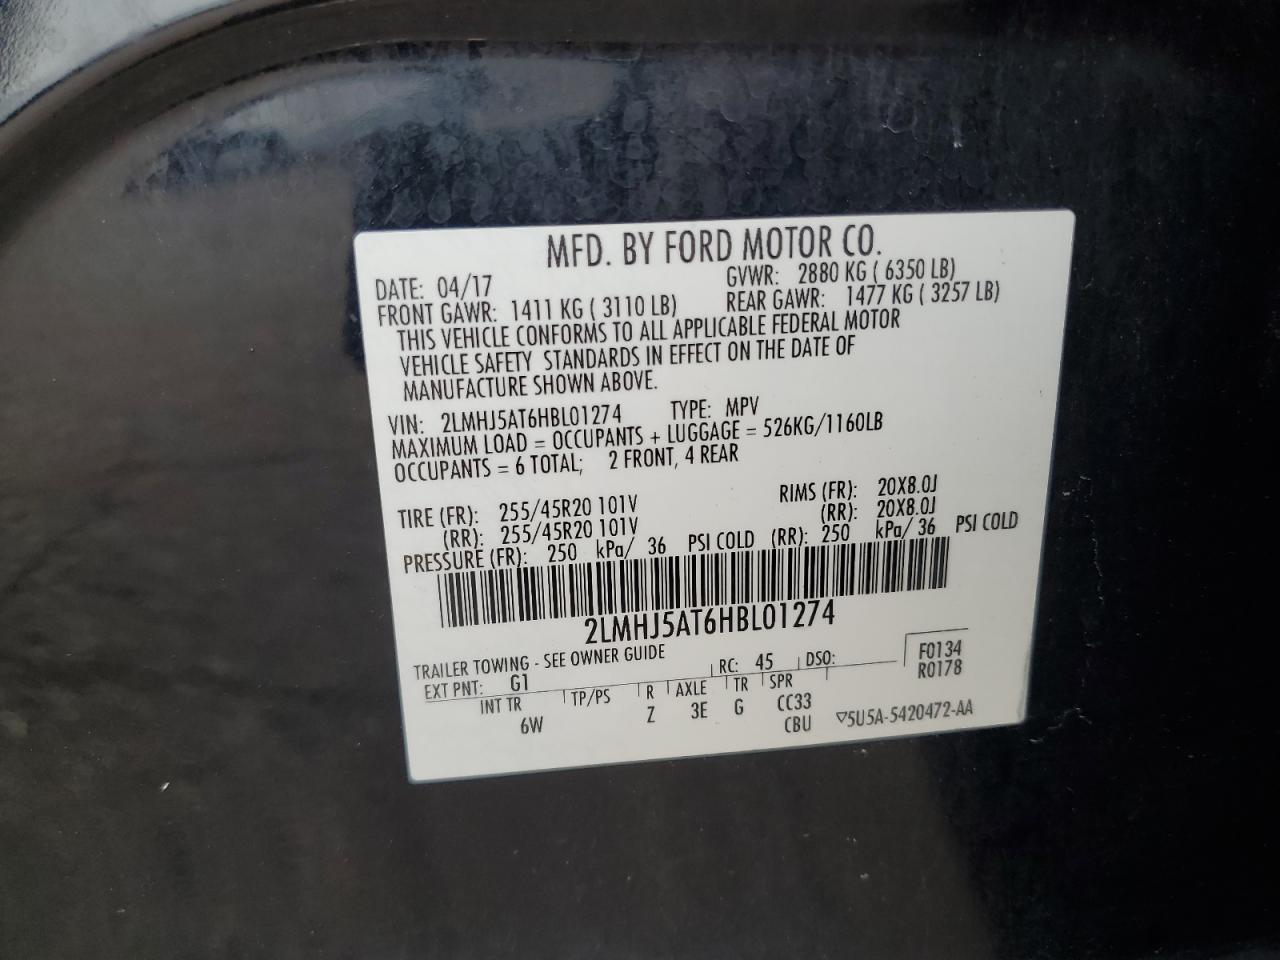 MFD. BY FORD MOTOR CO.
DATE: 04/17 GVWR: 2880 KG ( 6350 LB)
FRONT GAWR: 1411 KG ( 3110 LB) REAR GAWR: 1477 KG ( 3257 LB)
THIS VEHICLE CONFORMS TO ALL APPLICABLE FEDERAL MOTOR
VEHICLE SAFETY STANDARDS IN EFFECT ON THE DATE OF
MANUFACTURE SHOWN ABOVE.
VIN: 2LMHJ5AT6HBL01274 TYPE: MPV
MAXIMUM LOAD = OCCUPANTS + LUGGAGE = 526KG/1160LB
OCCUPANTS = 6 TOTAL; 2 FRONT, 4 REAR
TIRE (FR): 255/45R20 101V RIMS (FR): 20X8.0J
(RR): 255/45R20 101V (RR): 20X8.0J
PRESSURE (FR): 250 kPa/ 36 PSI COLD (RR): 250 kPa/ 36 PSI COLD
2LMHJ5AT6HBL01274
TRAILER TOWING - SEE OWNER GUIDE
EXT PNT: G1 RC: 45 DSO: F0134
R0178
INT TR TP/PS R AXLE TR SPR
6W Z 3E G CC33
CBU ▽5U5A-5420472-AA